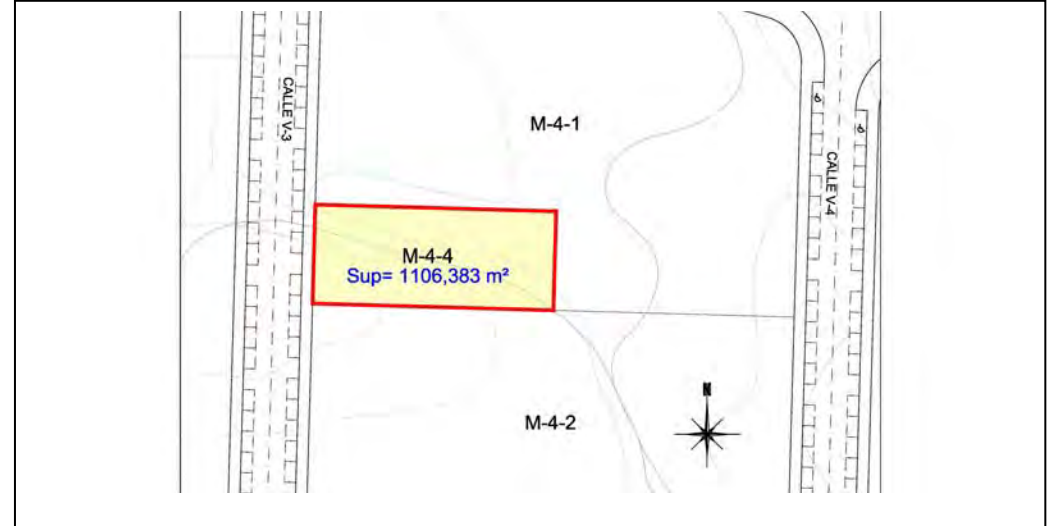 CALLE V-3
M-4-1
CALLE V-4
M-4-4
Sup= 1106,383 m²
M-4-2
N